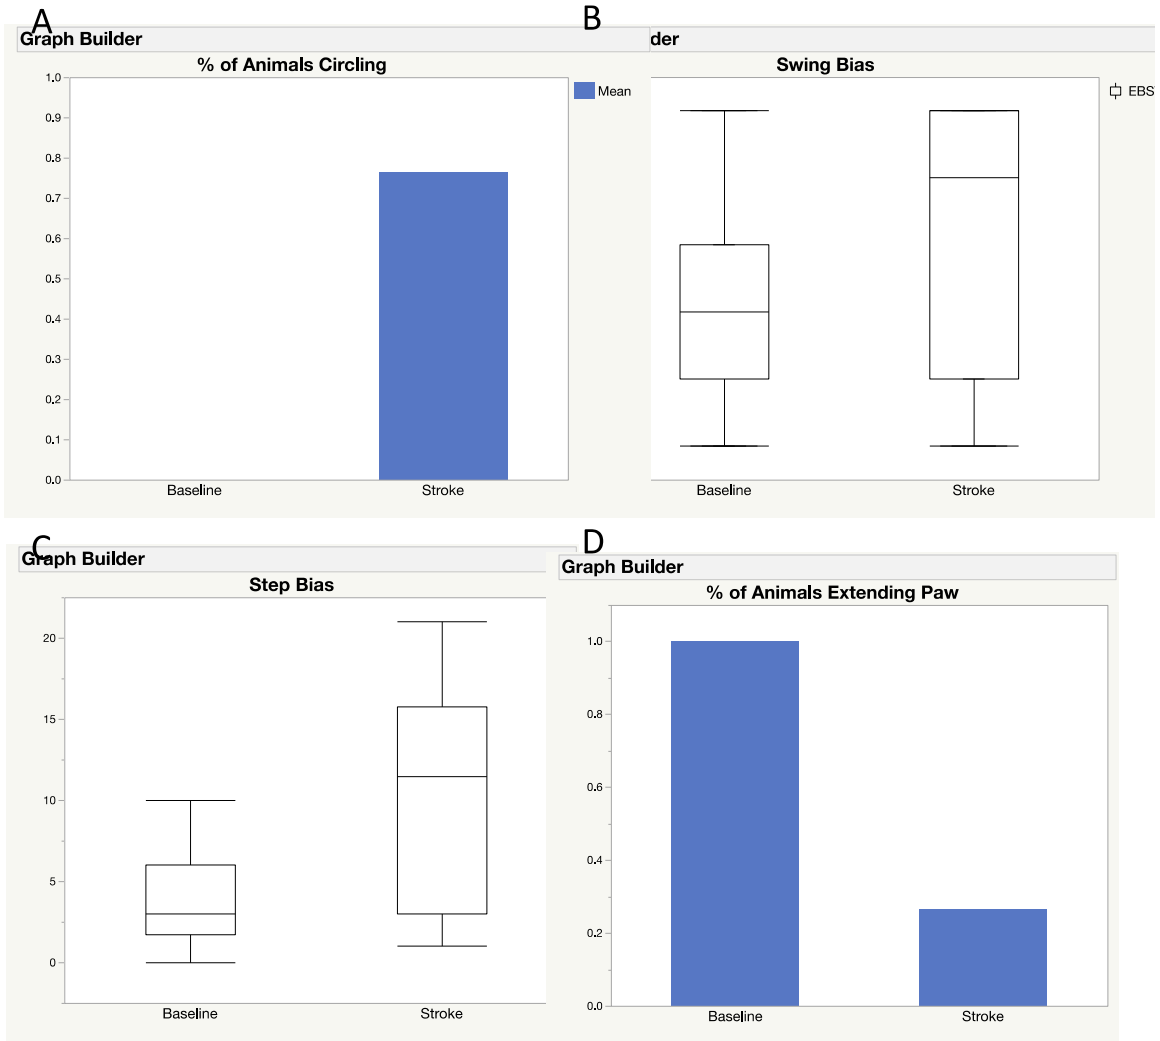 A
Graph Builder
% of Animals Circling
1.0
0.9
0.8
0.7
0.6
0.5
0.4
0.3
0.2
0.1
0.0
Baseline
Stroke
Mean
B
der
Swing Bias
Baseline
Stroke
EBS
C
Graph Builder
Step Bias
20
15
10
5
0
Baseline
Stroke
D
Graph Builder
% of Animals Extending Paw
1.0
0.8
0.6
0.4
0.2
0.0
Baseline
Stroke